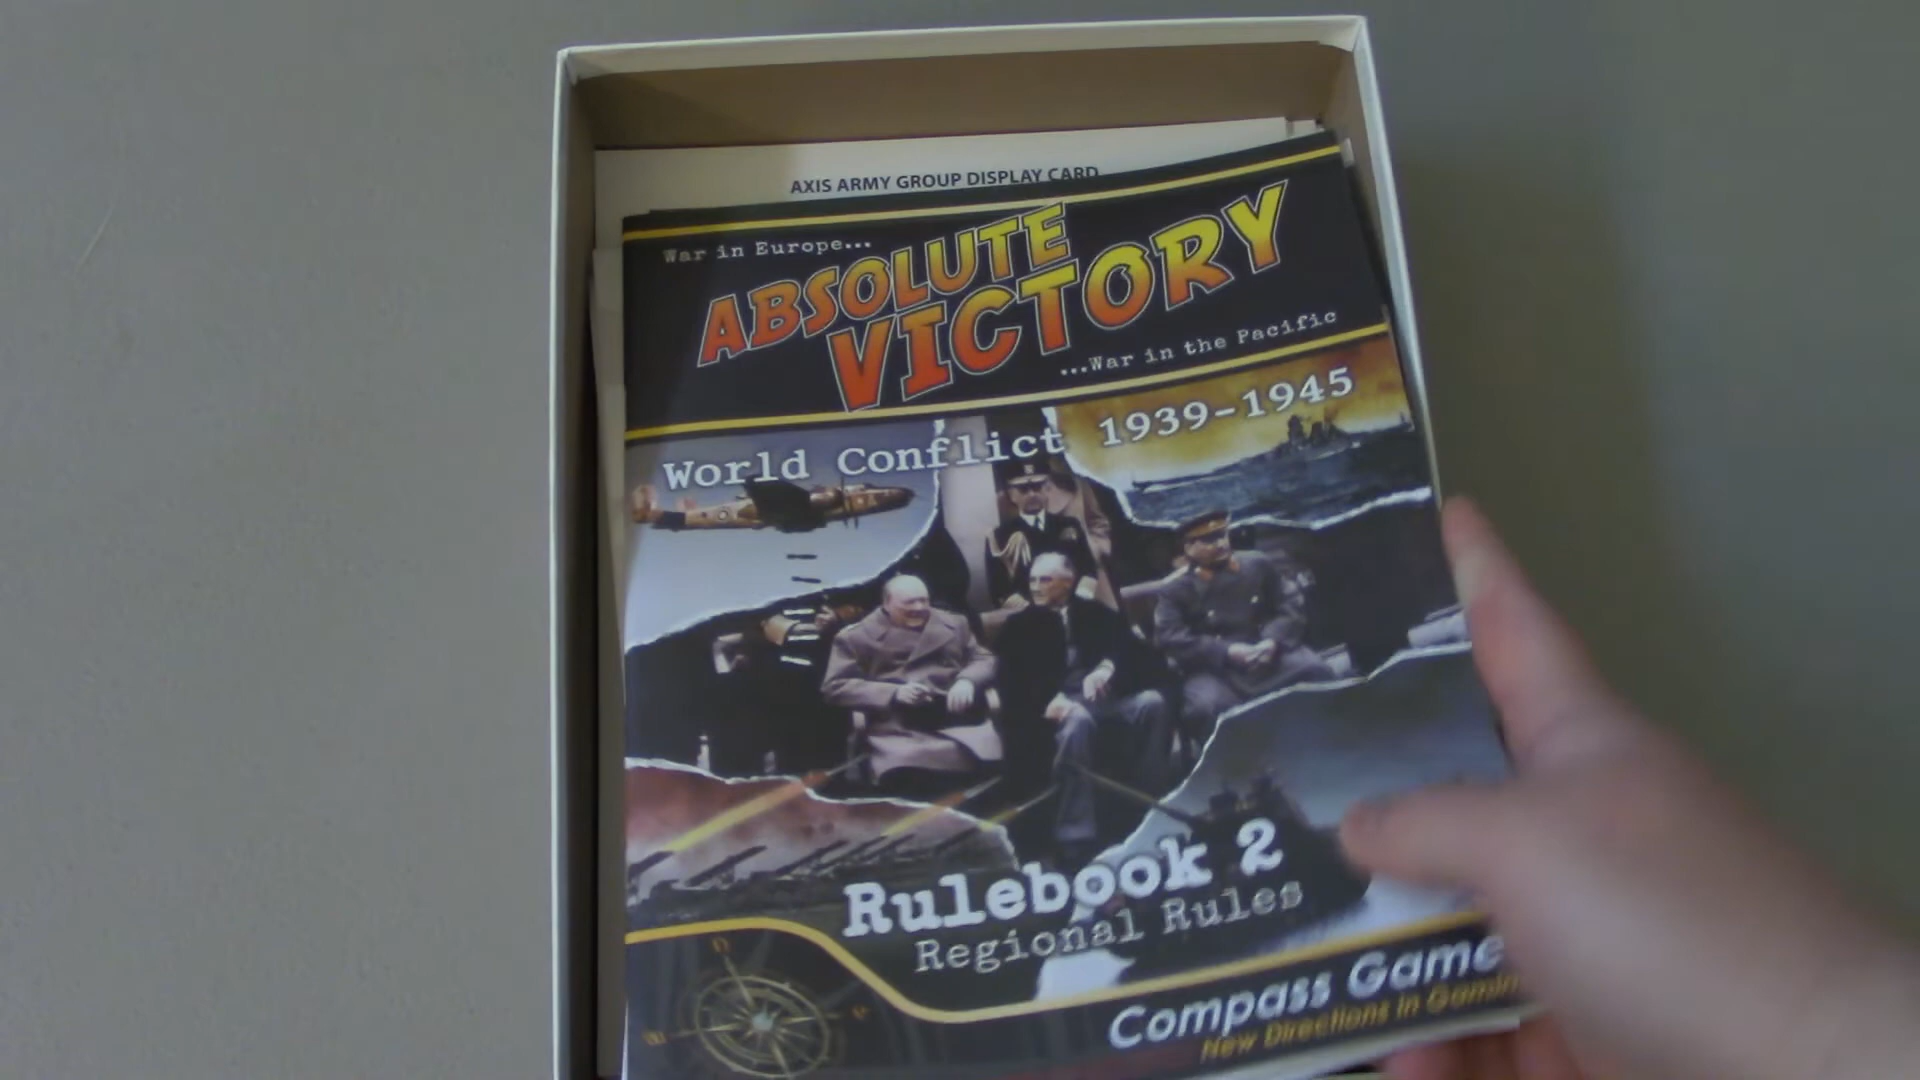 AXIS ARMY GROUP DISPLAY CARD
War in Europe...
ABSOLUTE
VICTORY
...War in the Pacific
World Conflict 1939-1945
Rulebook 2
Regional Rules
Compass Game
New Directions in Gamin